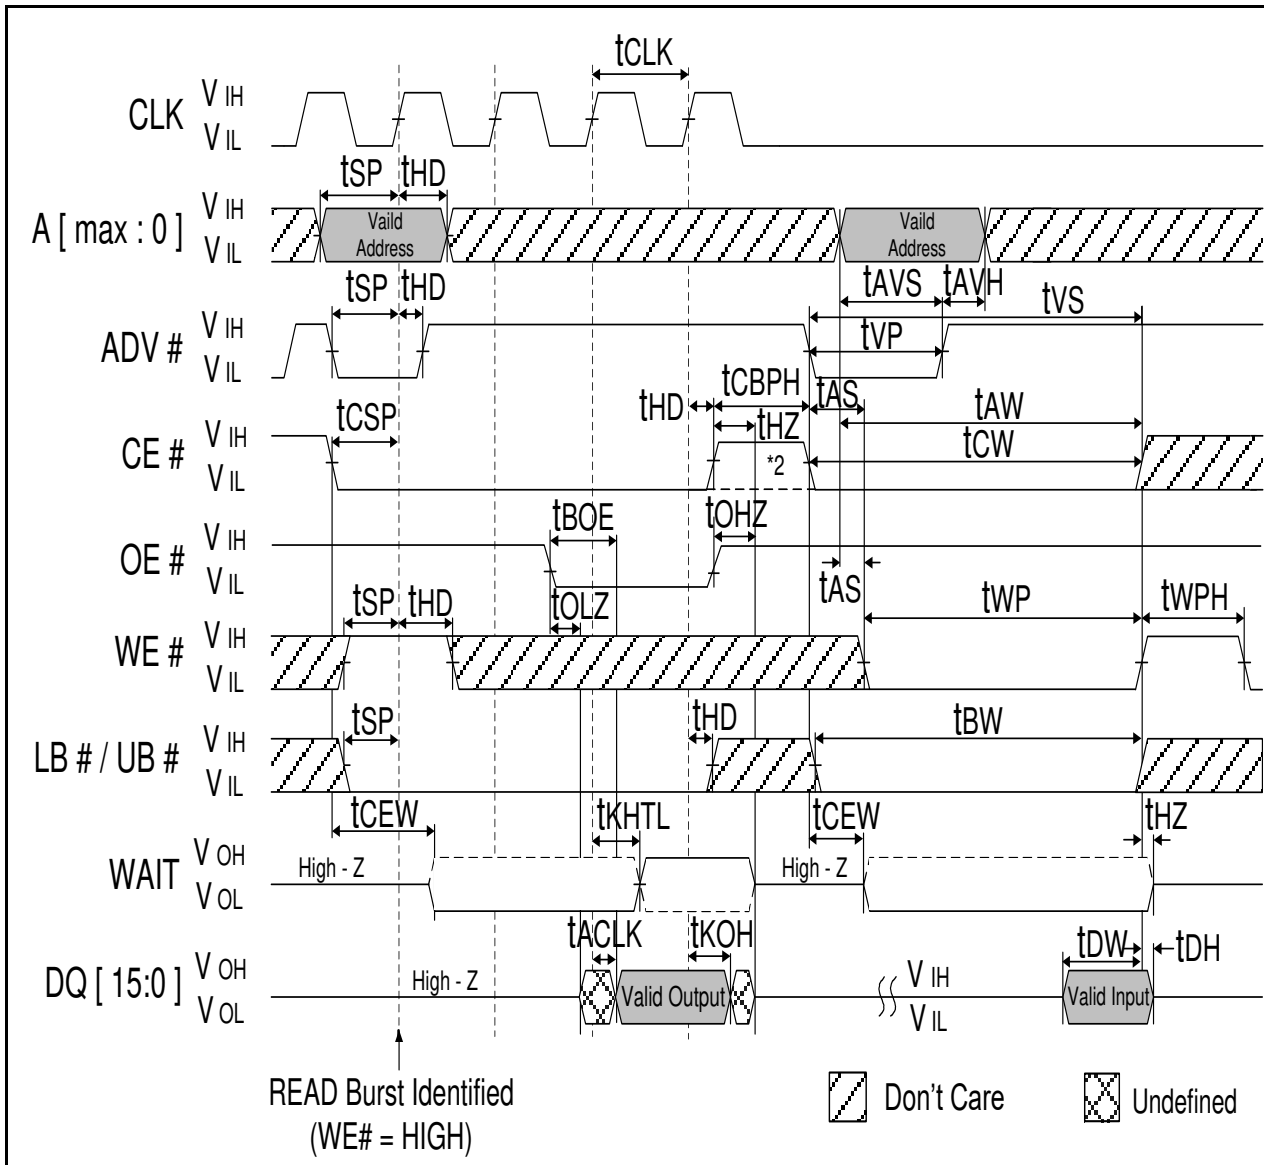 tCLK
CLK
V IH
V IL
tSP tHD
A [ max : 0 ]
V IH
V IL
Vaild
Address
Vaild
Address
tSP tHD
tAVS tAVH
tVS
ADV #
V IH
V IL
tVP
tCBPH
tAS
tHD
tCSP
tHZ
tAW
CE #
V IH
V IL
*2
tCW
tBOE
tOHZ
OE #
V IH
V IL
tAS
tSP tHD
tOLZ
tWP
tWPH
WE #
V IH
V IL
tSP
tHD
tBW
LB # / UB #
V IH
V IL
tCEW
tKHTL
tCEW
tHZ
WAIT
V OH
V OL
High - Z
High - Z
tACLK
tKOH
tDW
tDH
DQ [ 15:0 ]
V OH
V OL
High - Z
Valid Output
V IH
V IL
Valid Input
READ Burst Identified
(WE# = HIGH)
Don't Care
Undefined